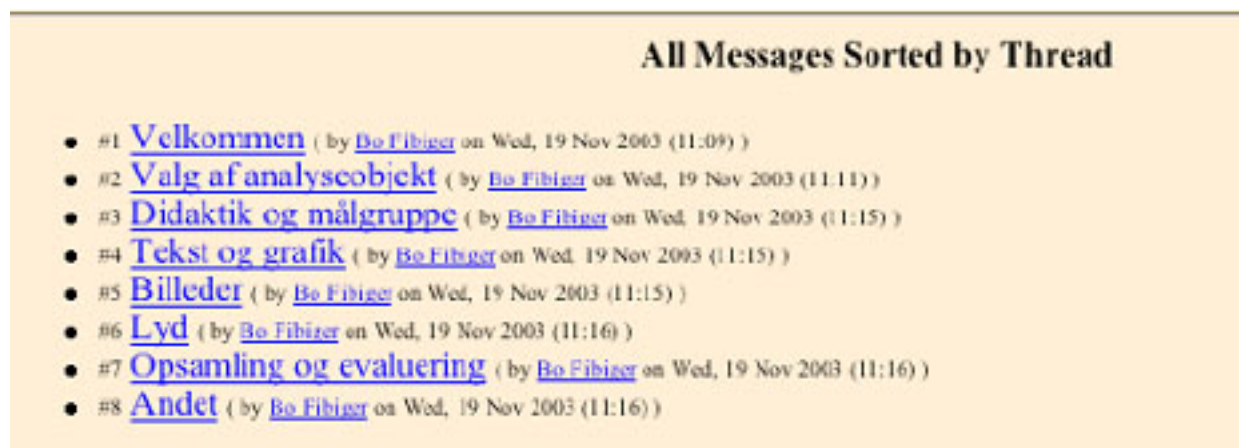 All Messages Sorted by Thread
#1 Velkommen ( by Bo Fibiger on Wed, 19 Nov 2003 (11:09) )
#2 Valg af analyseobjekt ( by Bo Fibiger on Wed, 19 Nov 2003 (11:11) )
#3 Didaktik og målgruppe ( by Bo Fibiger on Wed, 19 Nov 2003 (11:15) )
#4 Tekst og grafik ( by Bo Fibiger on Wed, 19 Nov 2003 (11:15) )
#5 Billeder ( by Bo Fibiger on Wed, 19 Nov 2003 (11:15) )
#6 Lyd ( by Bo Fibiger on Wed, 19 Nov 2003 (11:16) )
#7 Opsamling og evaluering ( by Bo Fibiger on Wed, 19 Nov 2003 (11:16) )
#8 Andet ( by Bo Fibiger on Wed, 19 Nov 2003 (11:16) )